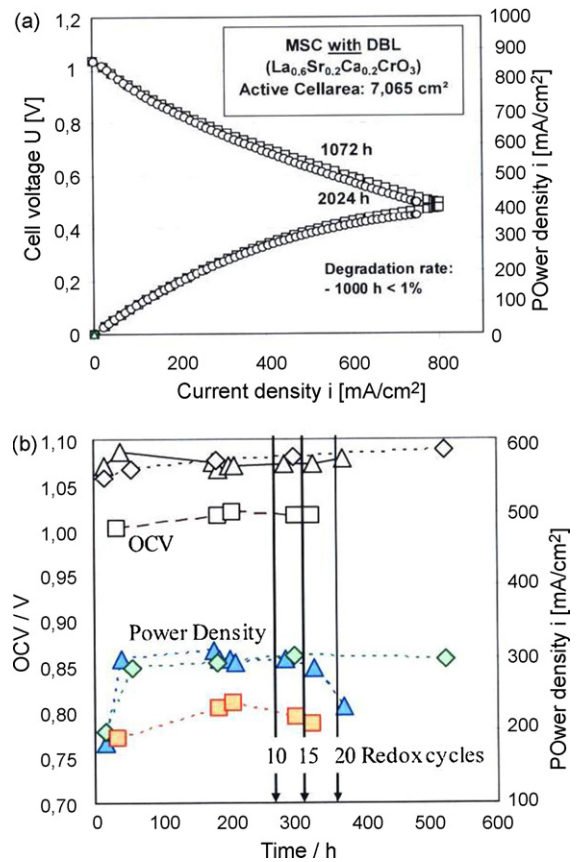 (a)
1,2
1
0,8
0,6
0,4
0,2
0
Cell voltage U [V]
MSC with DBL
(La0.6Sr0.2Ca0.2CrO3)
Active Cellarea: 7,065 cm²
1072 h
2024 h
Degradation rate:
- 1000 h < 1%
1000
900
800
700
600
500
400
300
200
100
0
POwer density i [mA/cm²]
0 200 400 600 800
Current density i [mA/cm²]
(b)
1,10
1,05
1,00
0,95
0,90
0,85
0,80
0,75
0,70
OCV / V
OCV
Power Density
10 15 20 Redox cycles
600
500
400
300
200
100
POwer density i [mA/cm²]
0 100 200 300 400 500 600
Time / h